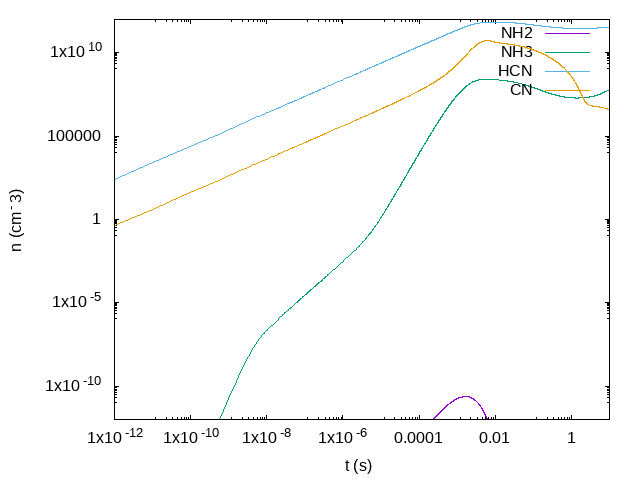 NH2
NH3
HCN
CN
1x10^10
100000
1
1x10^-5
1x10^-10
n (cm^-3)
1x10^-12 1x10^-10 1x10^-8 1x10^-6 0.0001 0.01 1
t (s)